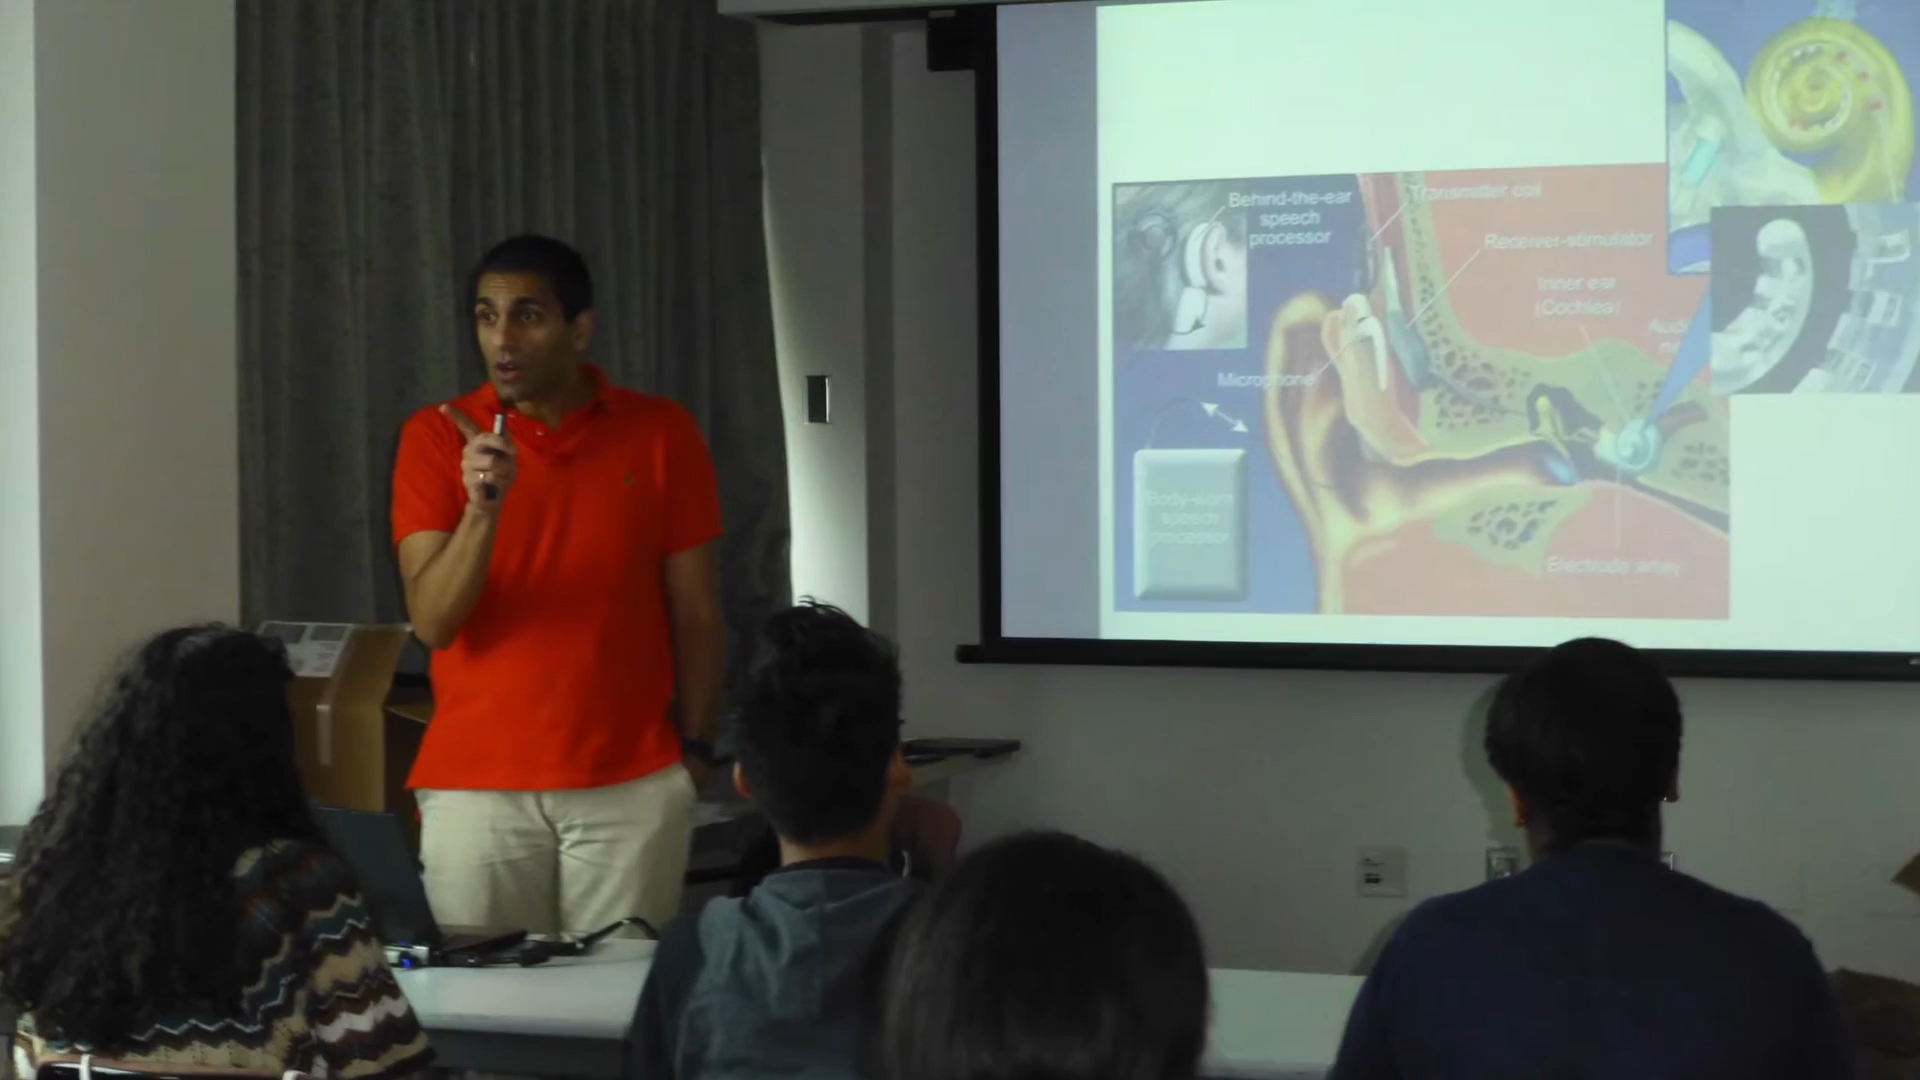 Behind-the-ear
speech
processor
Transmitter coil
Receiver-stimulator
Inner ear
(Cochlea)
Microphone
Body-worn
speech
processor
Electrode array